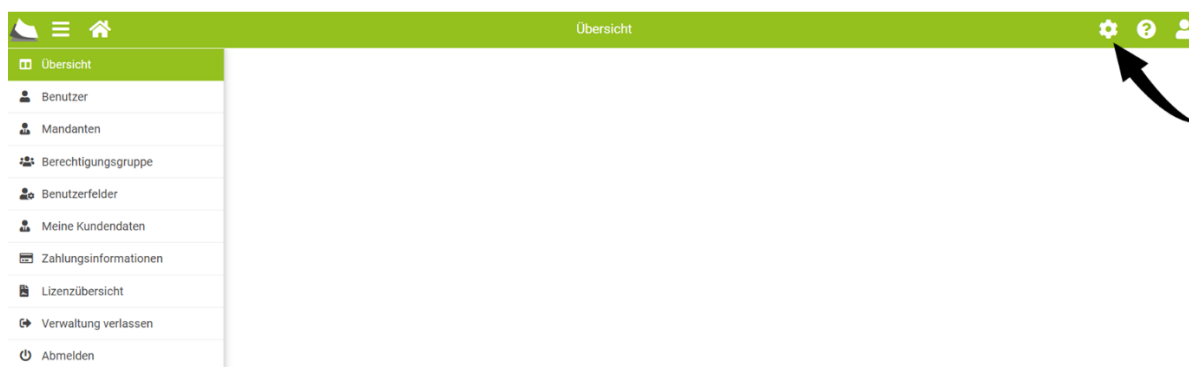 Übersicht
Übersicht
Benutzer
Mandanten
Berechtigungsgruppe
Benutzerfelder
Meine Kundendaten
Zahlungsinformationen
Lizenzübersicht
Verwaltung verlassen
Abmelden